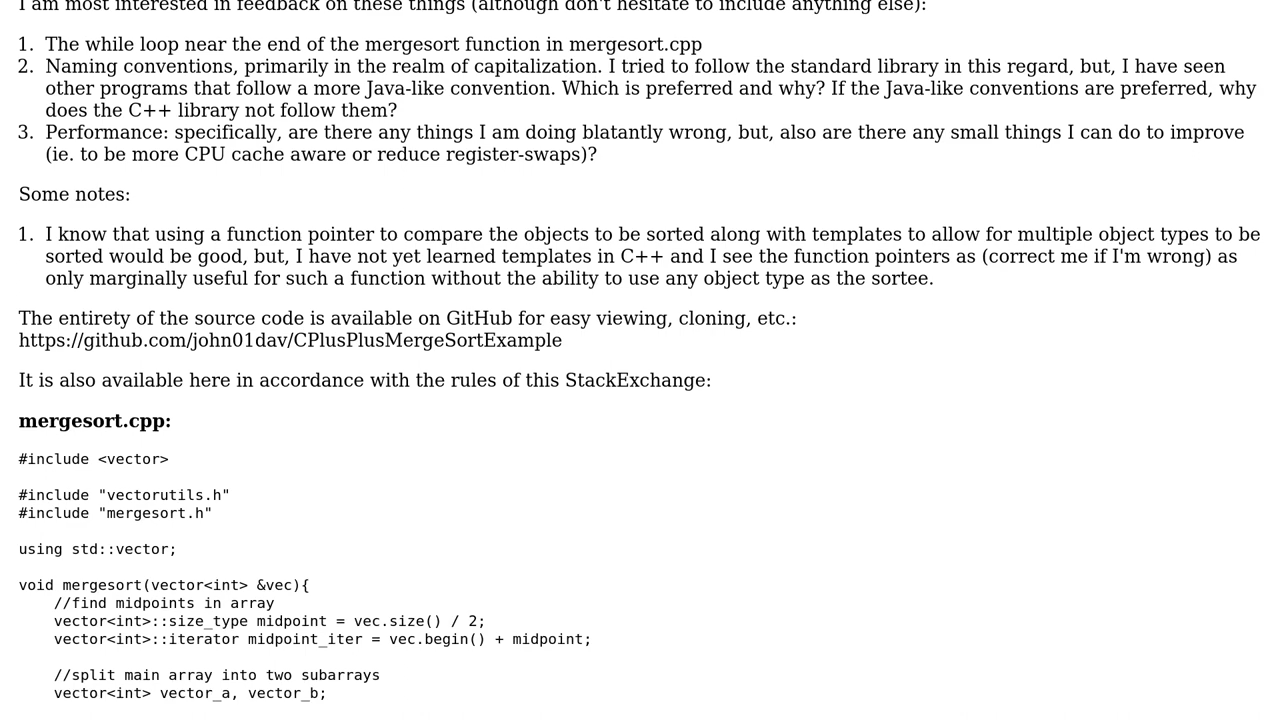 I am most interested in feedback on these things (although don't hesitate to include anything else):
1. The while loop near the end of the mergesort function in mergesort.cpp
2. Naming conventions, primarily in the realm of capitalization. I tried to follow the standard library in this regard, but, I have seen
other programs that follow a more Java-like convention. Which is preferred and why? If the Java-like conventions are preferred, why
does the C++ library not follow them?
3. Performance: specifically, are there any things I am doing blatantly wrong, but, also are there any small things I can do to improve
(ie. to be more CPU cache aware or reduce register-swaps)?
Some notes:
1. I know that using a function pointer to compare the objects to be sorted along with templates to allow for multiple object types to be
sorted would be good, but, I have not yet learned templates in C++ and I see the function pointers as (correct me if I'm wrong) as
only marginally useful for such a function without the ability to use any object type as the sortee.
The entirety of the source code is available on GitHub for easy viewing, cloning, etc.:
https://github.com/john01dav/CPlusPlusMergeSortExample
It is also available here in accordance with the rules of this StackExchange:
mergesort.cpp:
#include <vector>
#include "vectorutils.h"
#include "mergesort.h"
using std::vector;
void mergesort(vector<int> &vec){
    //find midpoints in array
    vector<int>::size_type midpoint = vec.size() / 2;
    vector<int>::iterator midpoint_iter = vec.begin() + midpoint;
    //split main array into two subarrays
    vector<int> vector_a, vector_b;